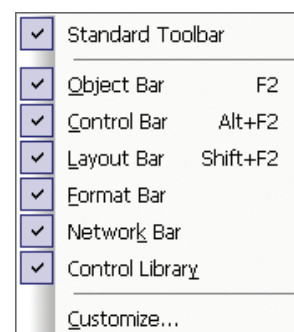 Standard Toolbar
Object Bar F2
Control Bar Alt+F2
Layout Bar Shift+F2
Format Bar
Network Bar
Control Library
Customize...